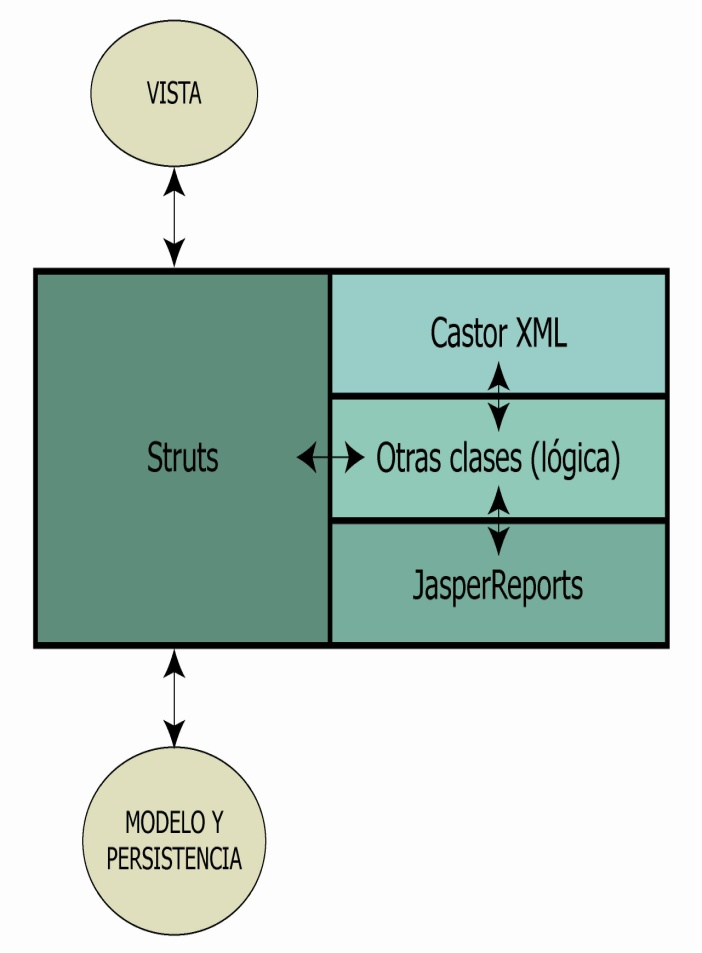 VISTA
Castor XML
Struts
Otras clases (lógica)
JasperReports
MODELO Y
PERSISTENCIA